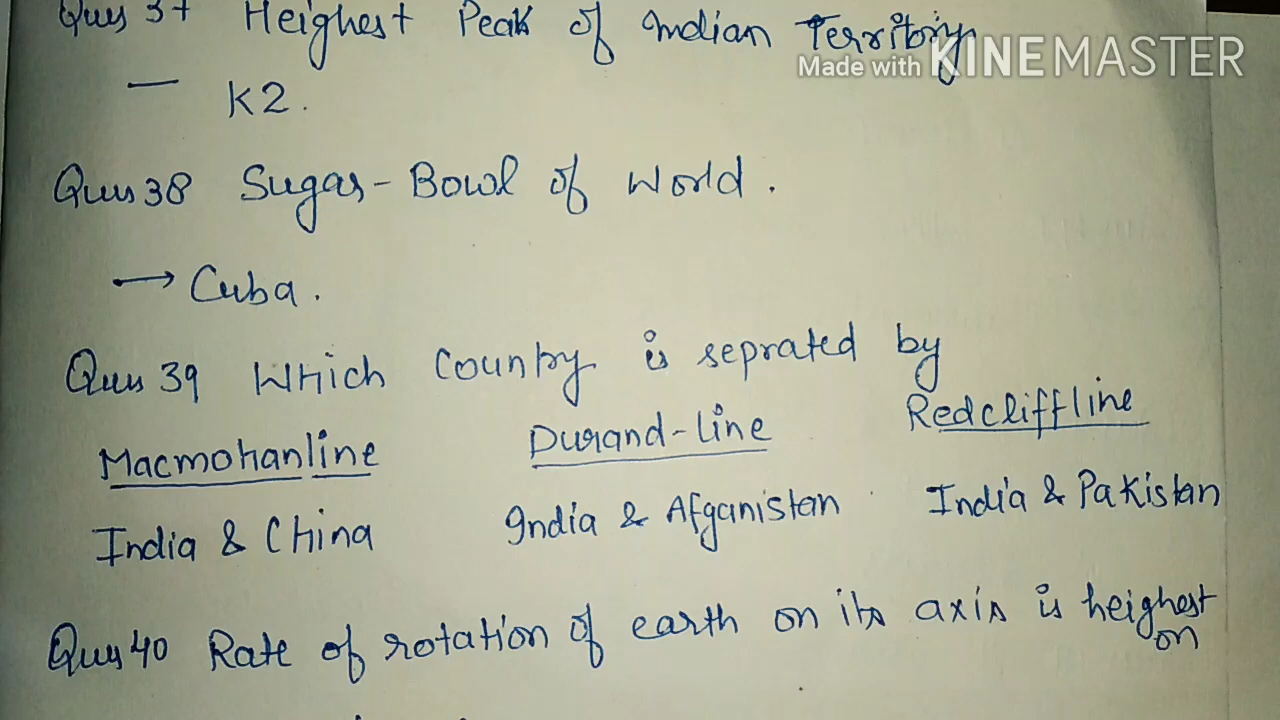 Ques 37 Heighest Peak of Indian Territory
Made with KINEMASTER
— K2.
Ques 38 Sugar-Bowl of World.
→ Cuba.
Ques 39 Which Country is seprated by
Macmohanline Durand-line Redcliffline
India & China India & Afganistan India & Pakistan
Ques 40 Rate of rotation of earth on its axis is heighest
on